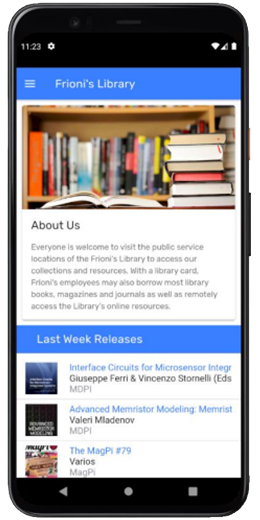 11:23
Frioni's Library
About Us
Everyone is welcome to visit the public service
locations of the Frioni's Library to access our
collections and resources. With a library card,
Frioni's employees may also borrow most library
books, magazines and journals as well as remotely
access the Library's online resources.
Last Week Releases
Interface Circuits for Microsensor Integr
Giuseppe Ferri & Vincenzo Stornelli (Eds
MDPI
Advanced Memristor Modeling: Memrist
Valeri Mladenov
MDPI
ADVANCED
MEMRISTOR
MODELING
The MagPi #79
Varios
MagPi